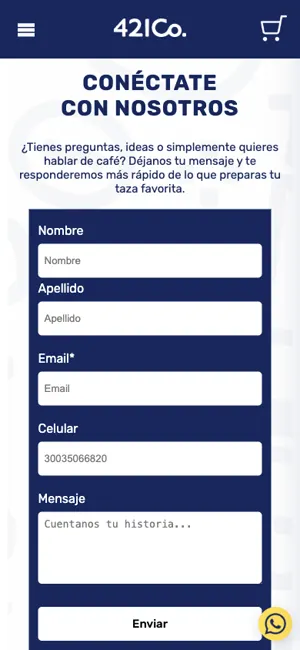 421Co.
CONÉCTATE
CON NOSOTROS
¿Tienes preguntas, ideas o simplemente quieres
hablar de café? Déjanos tu mensaje y te
responderemos más rápido de lo que preparas tu
taza favorita.
Nombre
Nombre
Apellido
Apellido
Email*
Email
Celular
30035066820
Mensaje
Cuentanos tu historia...
Enviar